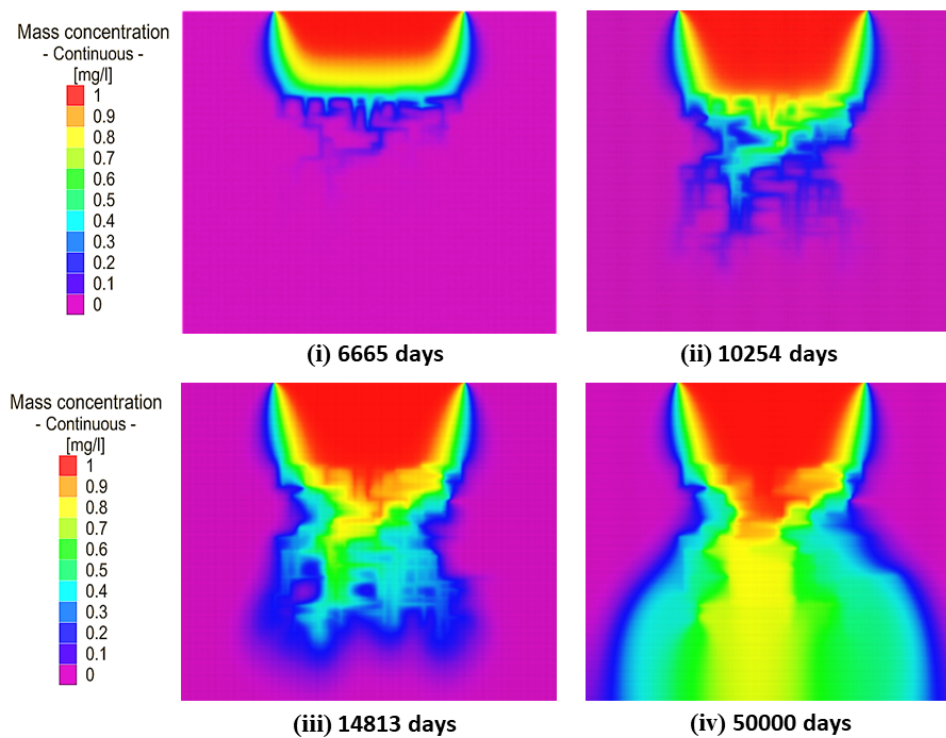 Mass concentration
- Continuous -
[mg/l]
1
0.9
0.8
0.7
0.6
0.5
0.4
0.3
0.2
0.1
0
(i) 6665 days
(ii) 10254 days
Mass concentration
- Continuous -
[mg/l]
1
0.9
0.8
0.7
0.6
0.5
0.4
0.3
0.2
0.1
0
(iii) 14813 days
(iv) 50000 days